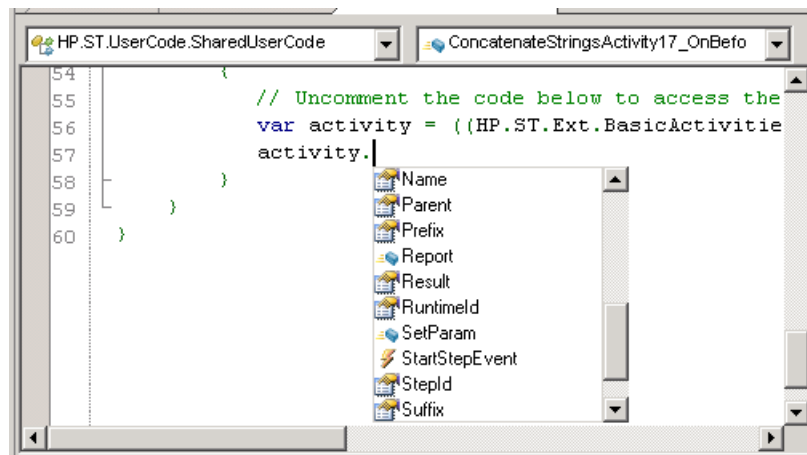 HP.ST.UserCode.SharedUserCode ConcatenateStringsActivity17_OnBefo
54 {
55 // Uncomment the code below to access the
56 var activity = ((HP.ST.Ext.BasicActivitie
57 activity.
58 }
59 }
60 }
Name
Parent
Prefix
Report
Result
RuntimeId
SetParam
StartStepEvent
StepId
Suffix